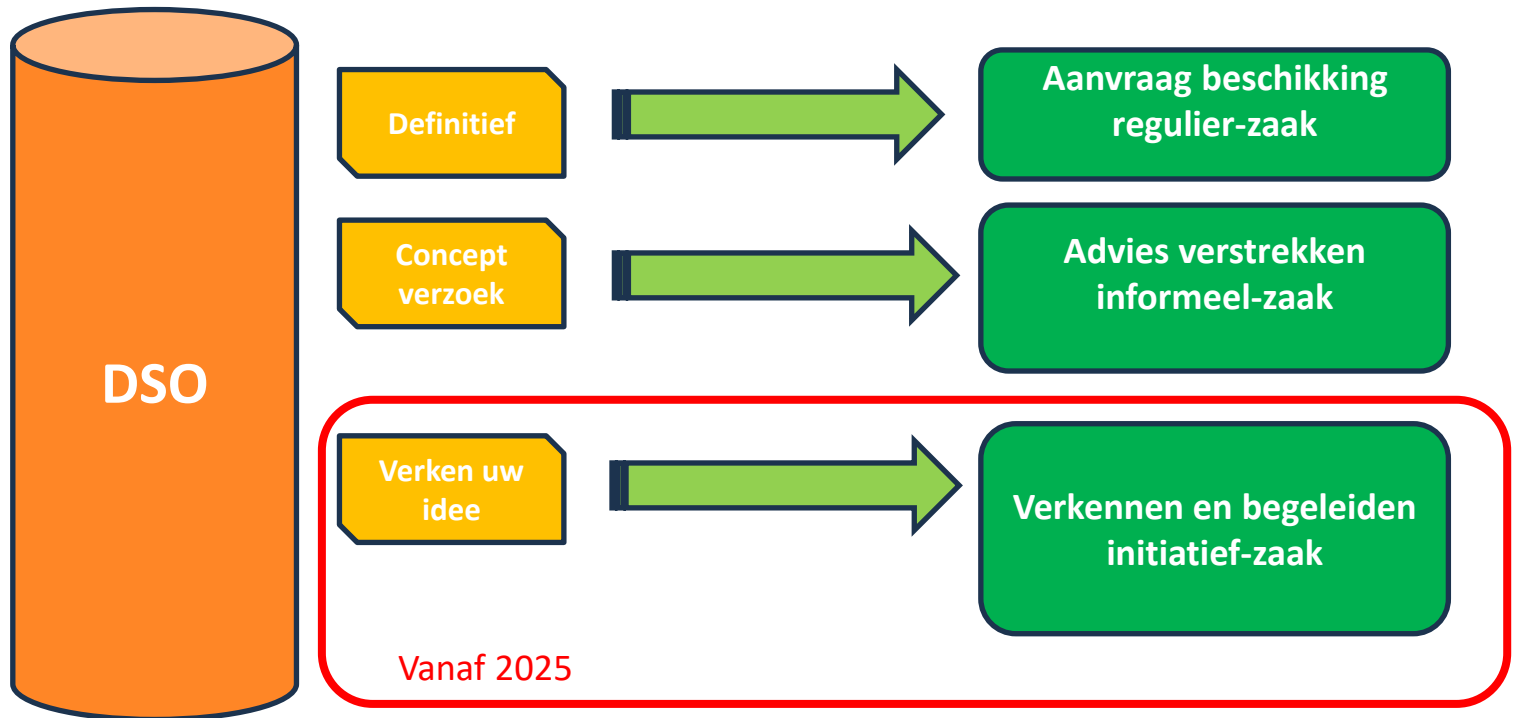 DSO
Definitief
Aanvraag beschikking
regulier-zaak
Concept
verzoek
Advies verstrekken
informeel-zaak
Verken uw
idee
Verkennen en begeleiden
initiatief-zaak
Vanaf 2025